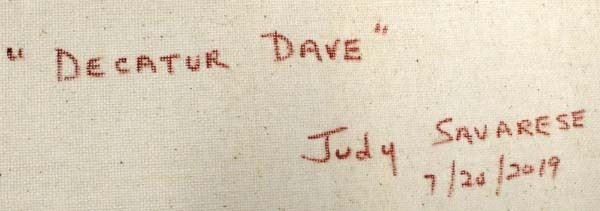 " DECATUR DAVE "
Judy SAVARESE
7/20/2019